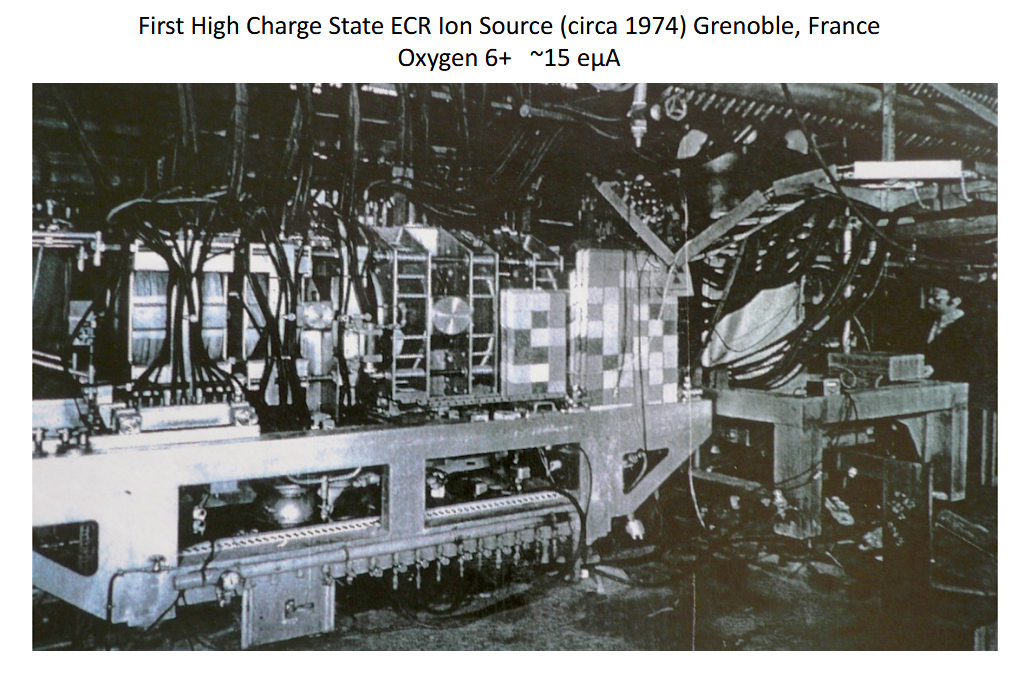 First High Charge State ECR Ion Source (circa 1974) Grenoble, France
Oxygen 6+ ~15 eµA